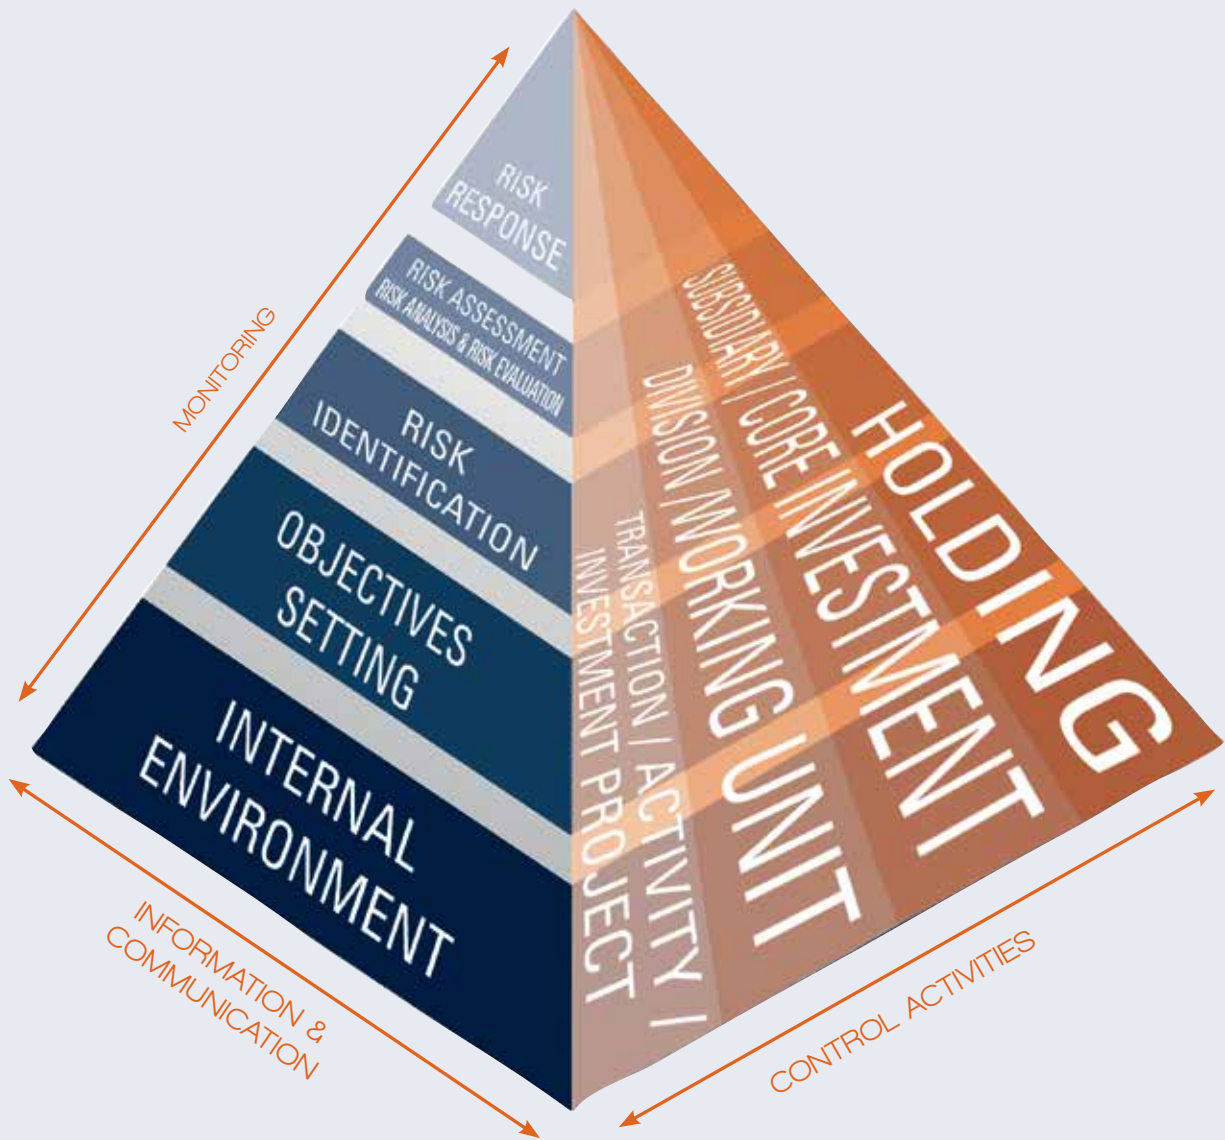 RISK
RESPONSE
RISK ASSESSMENT
RISK ANALYSIS & RISK EVALUATION
RISK
IDENTIFICATION
OBJECTIVES
SETTING
INTERNAL
ENVIRONMENT
MONITORING
INFORMATION &
COMMUNICATION
HOLDING
SUBSIDIARY / CORE INVESTMENT
DIVISION /WORKING UNIT
TRANSACTION / ACTIVITY /
INVESTMENT PROJECT
CONTROL ACTIVITIES